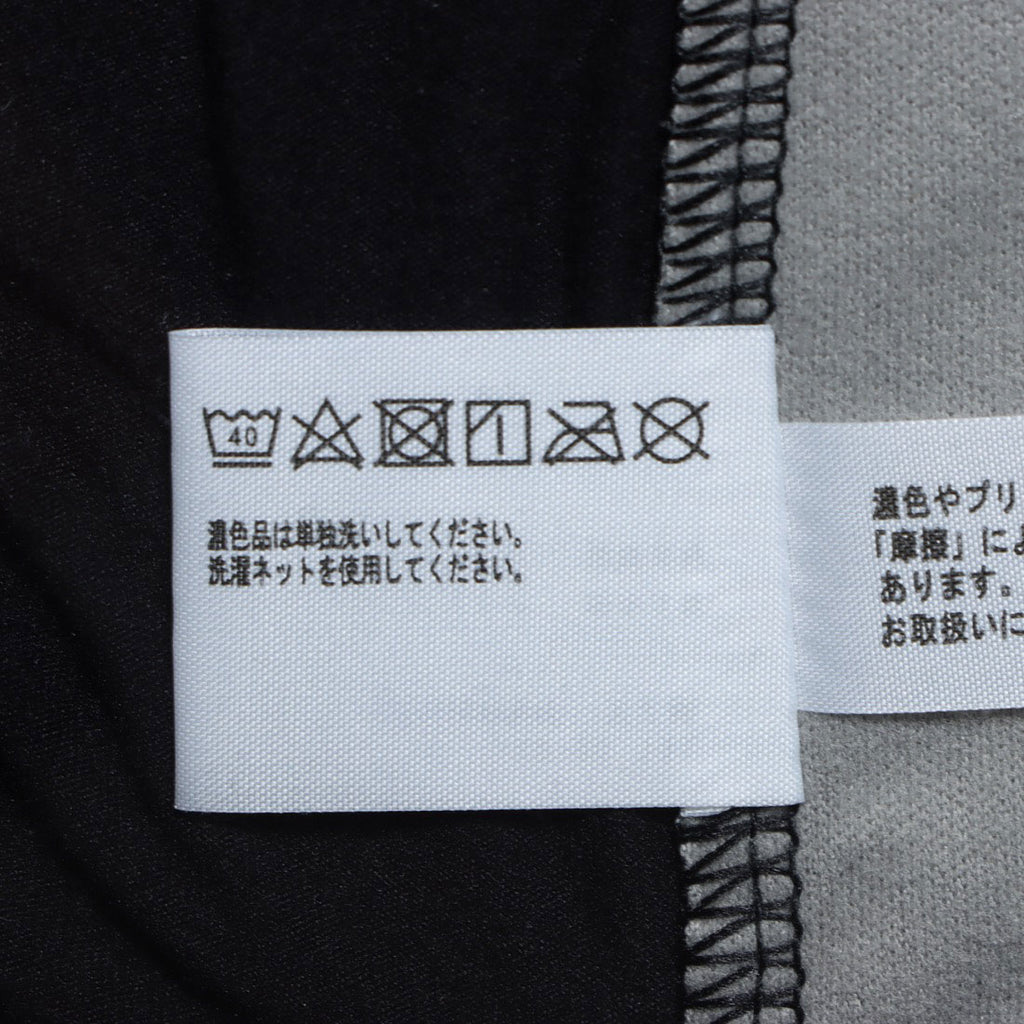 40
濃色品は単独洗いしてください。
洗濯ネットを使用してください。
濃色やプリ
「摩擦」によ
あります。
お取扱いに